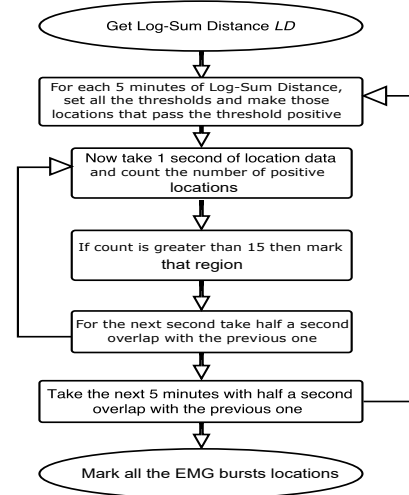 Get Log-Sum Distance LD
For each 5 minutes of Log-Sum Distance,
set all the thresholds and make those
locations that pass the threshold positive
Now take 1 second of location data
and count the number of positive
locations
If count is greater than 15 then mark
that region
For the next second take half a second
overlap with the previous one
Take the next 5 minutes with half a second
overlap with the previous one
Mark all the EMG bursts locations